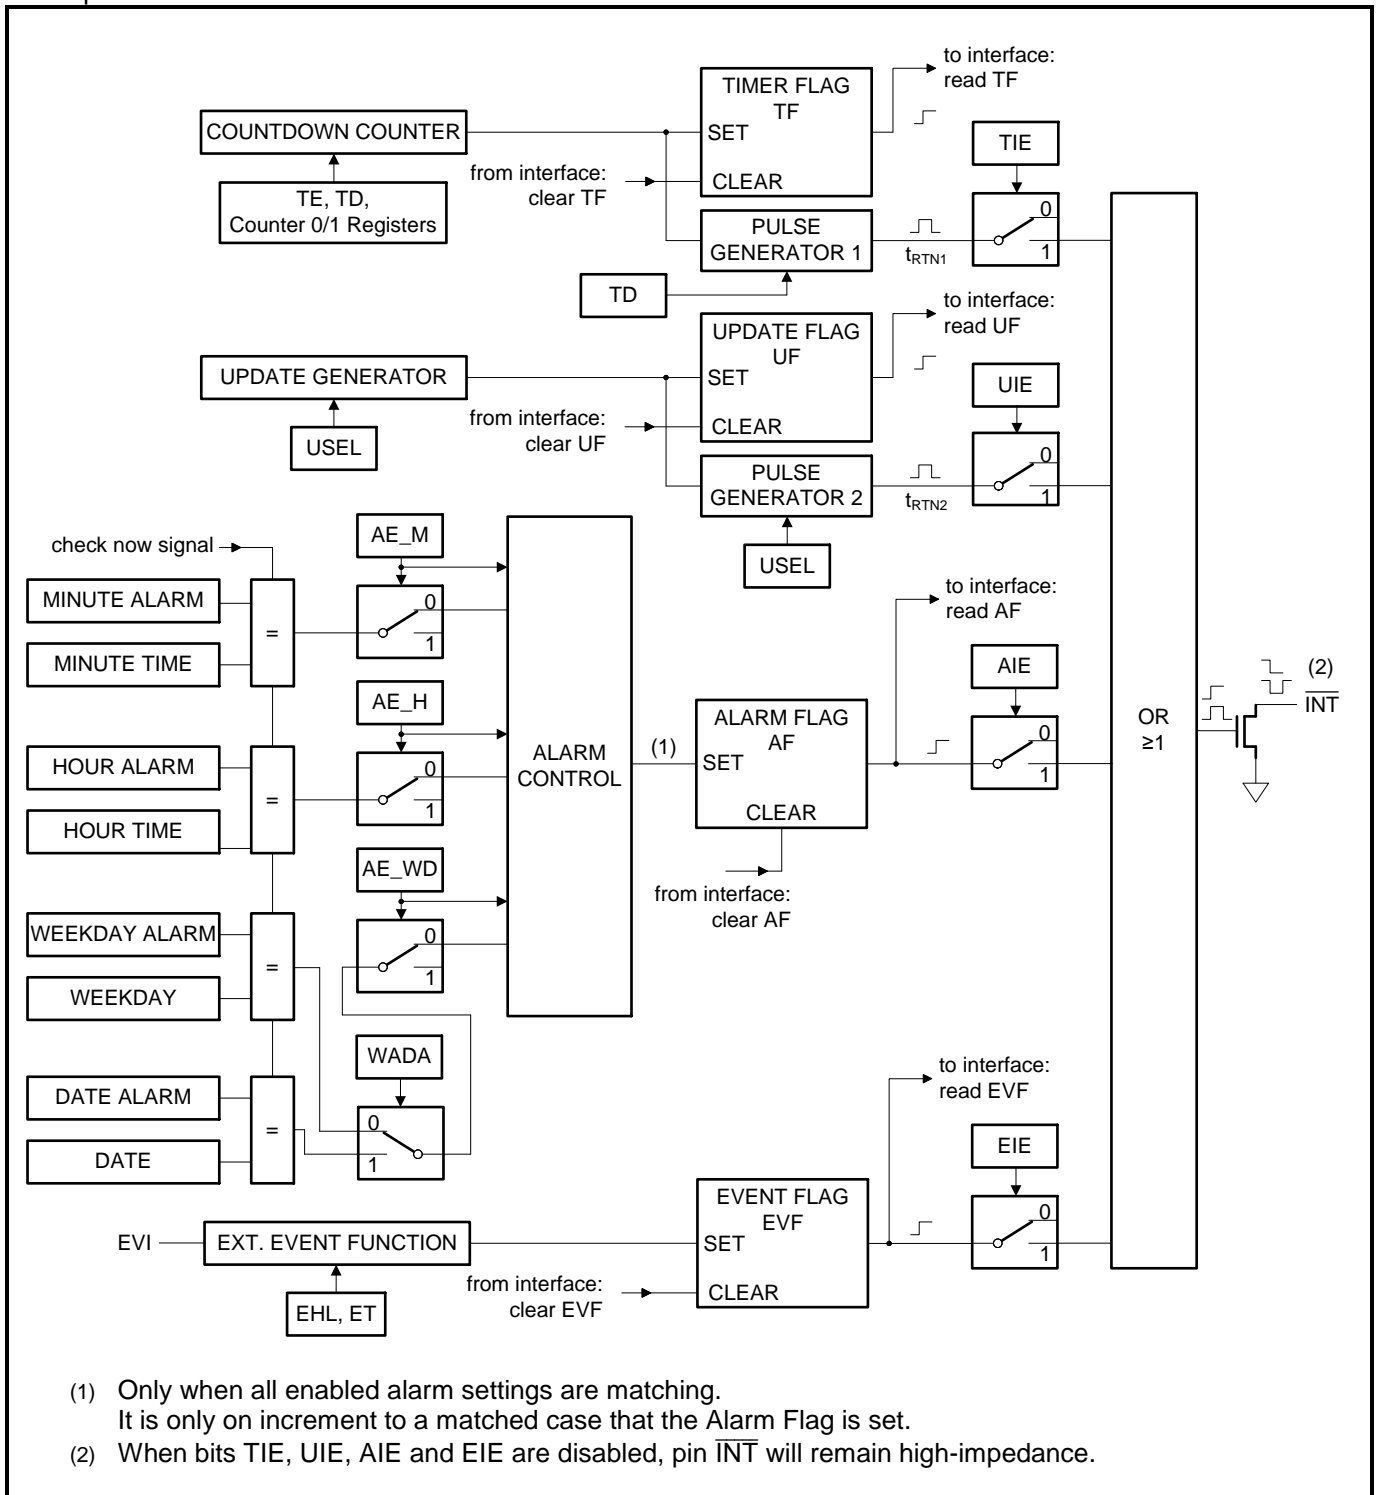 to interface:
read TF
TIMER FLAG
TF
SET
CLEAR
COUNTDOWN COUNTER
TE, TD,
Counter 0/1 Registers
from interface:
clear TF
TIE
0
1
PULSE
GENERATOR 1
tRTN1
TD
to interface:
read UF
UPDATE FLAG
UF
SET
CLEAR
UPDATE GENERATOR
USEL
from interface:
clear UF
UIE
0
1
PULSE
GENERATOR 2
tRTN2
USEL
check now signal
MINUTE ALARM
MINUTE TIME
=
AE_M
0
1
HOUR ALARM
HOUR TIME
=
AE_H
0
1
ALARM
CONTROL
WEEKDAY ALARM
WEEKDAY
=
AE_WD
0
1
DATE ALARM
DATE
=
WADA
0
1
(1)
ALARM FLAG
AF
SET
CLEAR
from interface:
clear AF
to interface:
read AF
AIE
0
1
OR
≥1
(2)
INT
EVI
EXT. EVENT FUNCTION
EHL, ET
from interface:
clear EVF
EVENT FLAG
EVF
SET
CLEAR
to interface:
read EVF
EIE
0
1
(1) Only when all enabled alarm settings are matching.
It is only on increment to a matched case that the Alarm Flag is set.
(2) When bits TIE, UIE, AIE and EIE are disabled, pin INT will remain high-impedance.